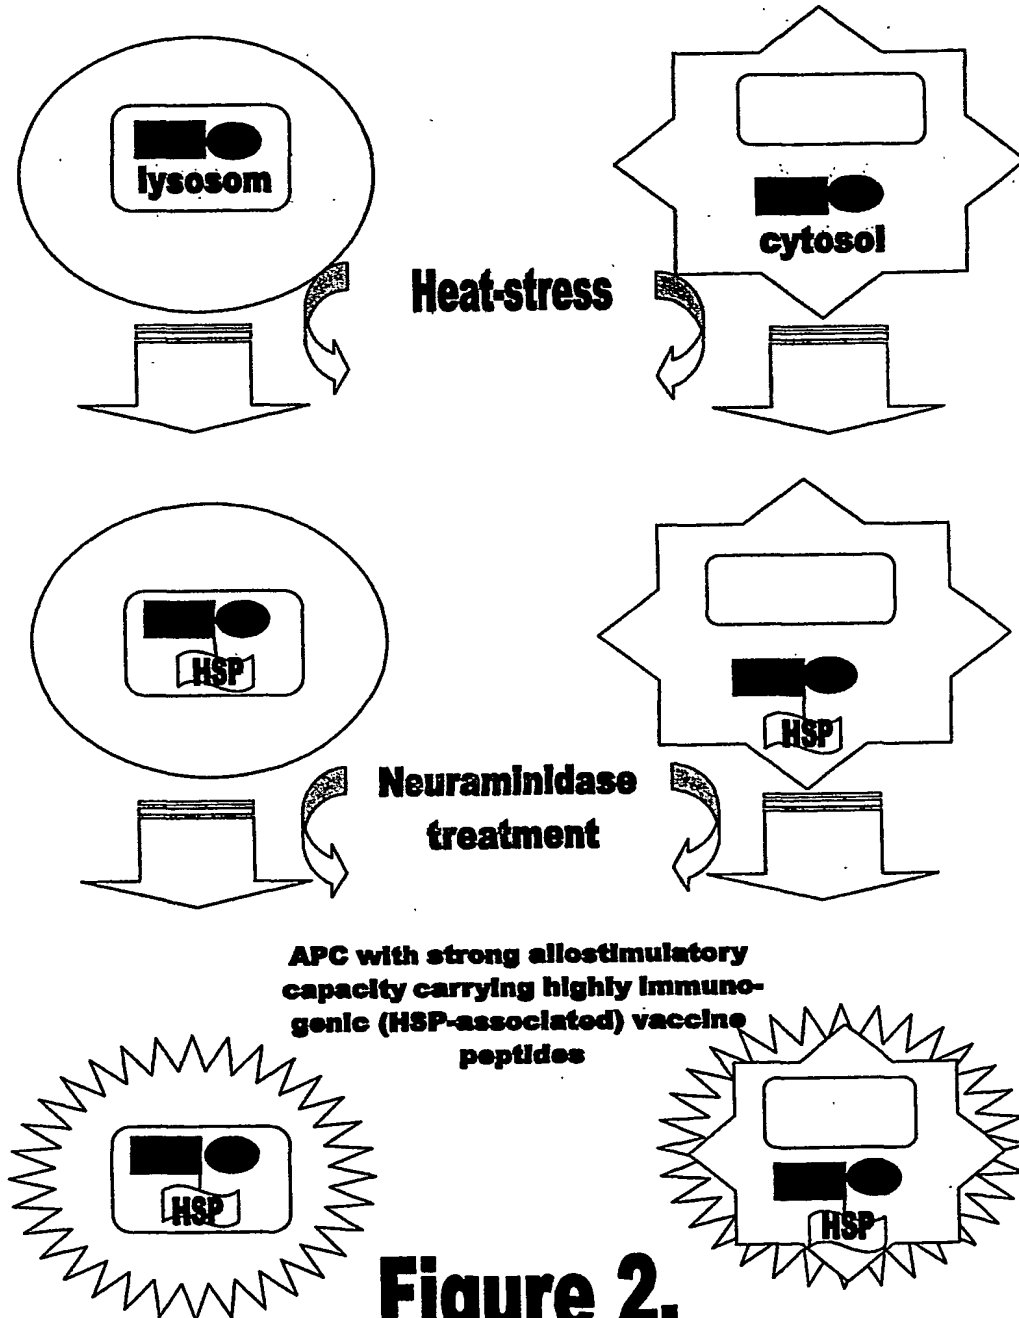 lysosom
cytosol
Heat-stress
HSP
HSP
Neuraminidase
treatment
APC with strong allostimulatory
capacity carrying highly immuno-
genic (HSP-associated) vaccine
peptides
HSP
HSP
Figure 2.